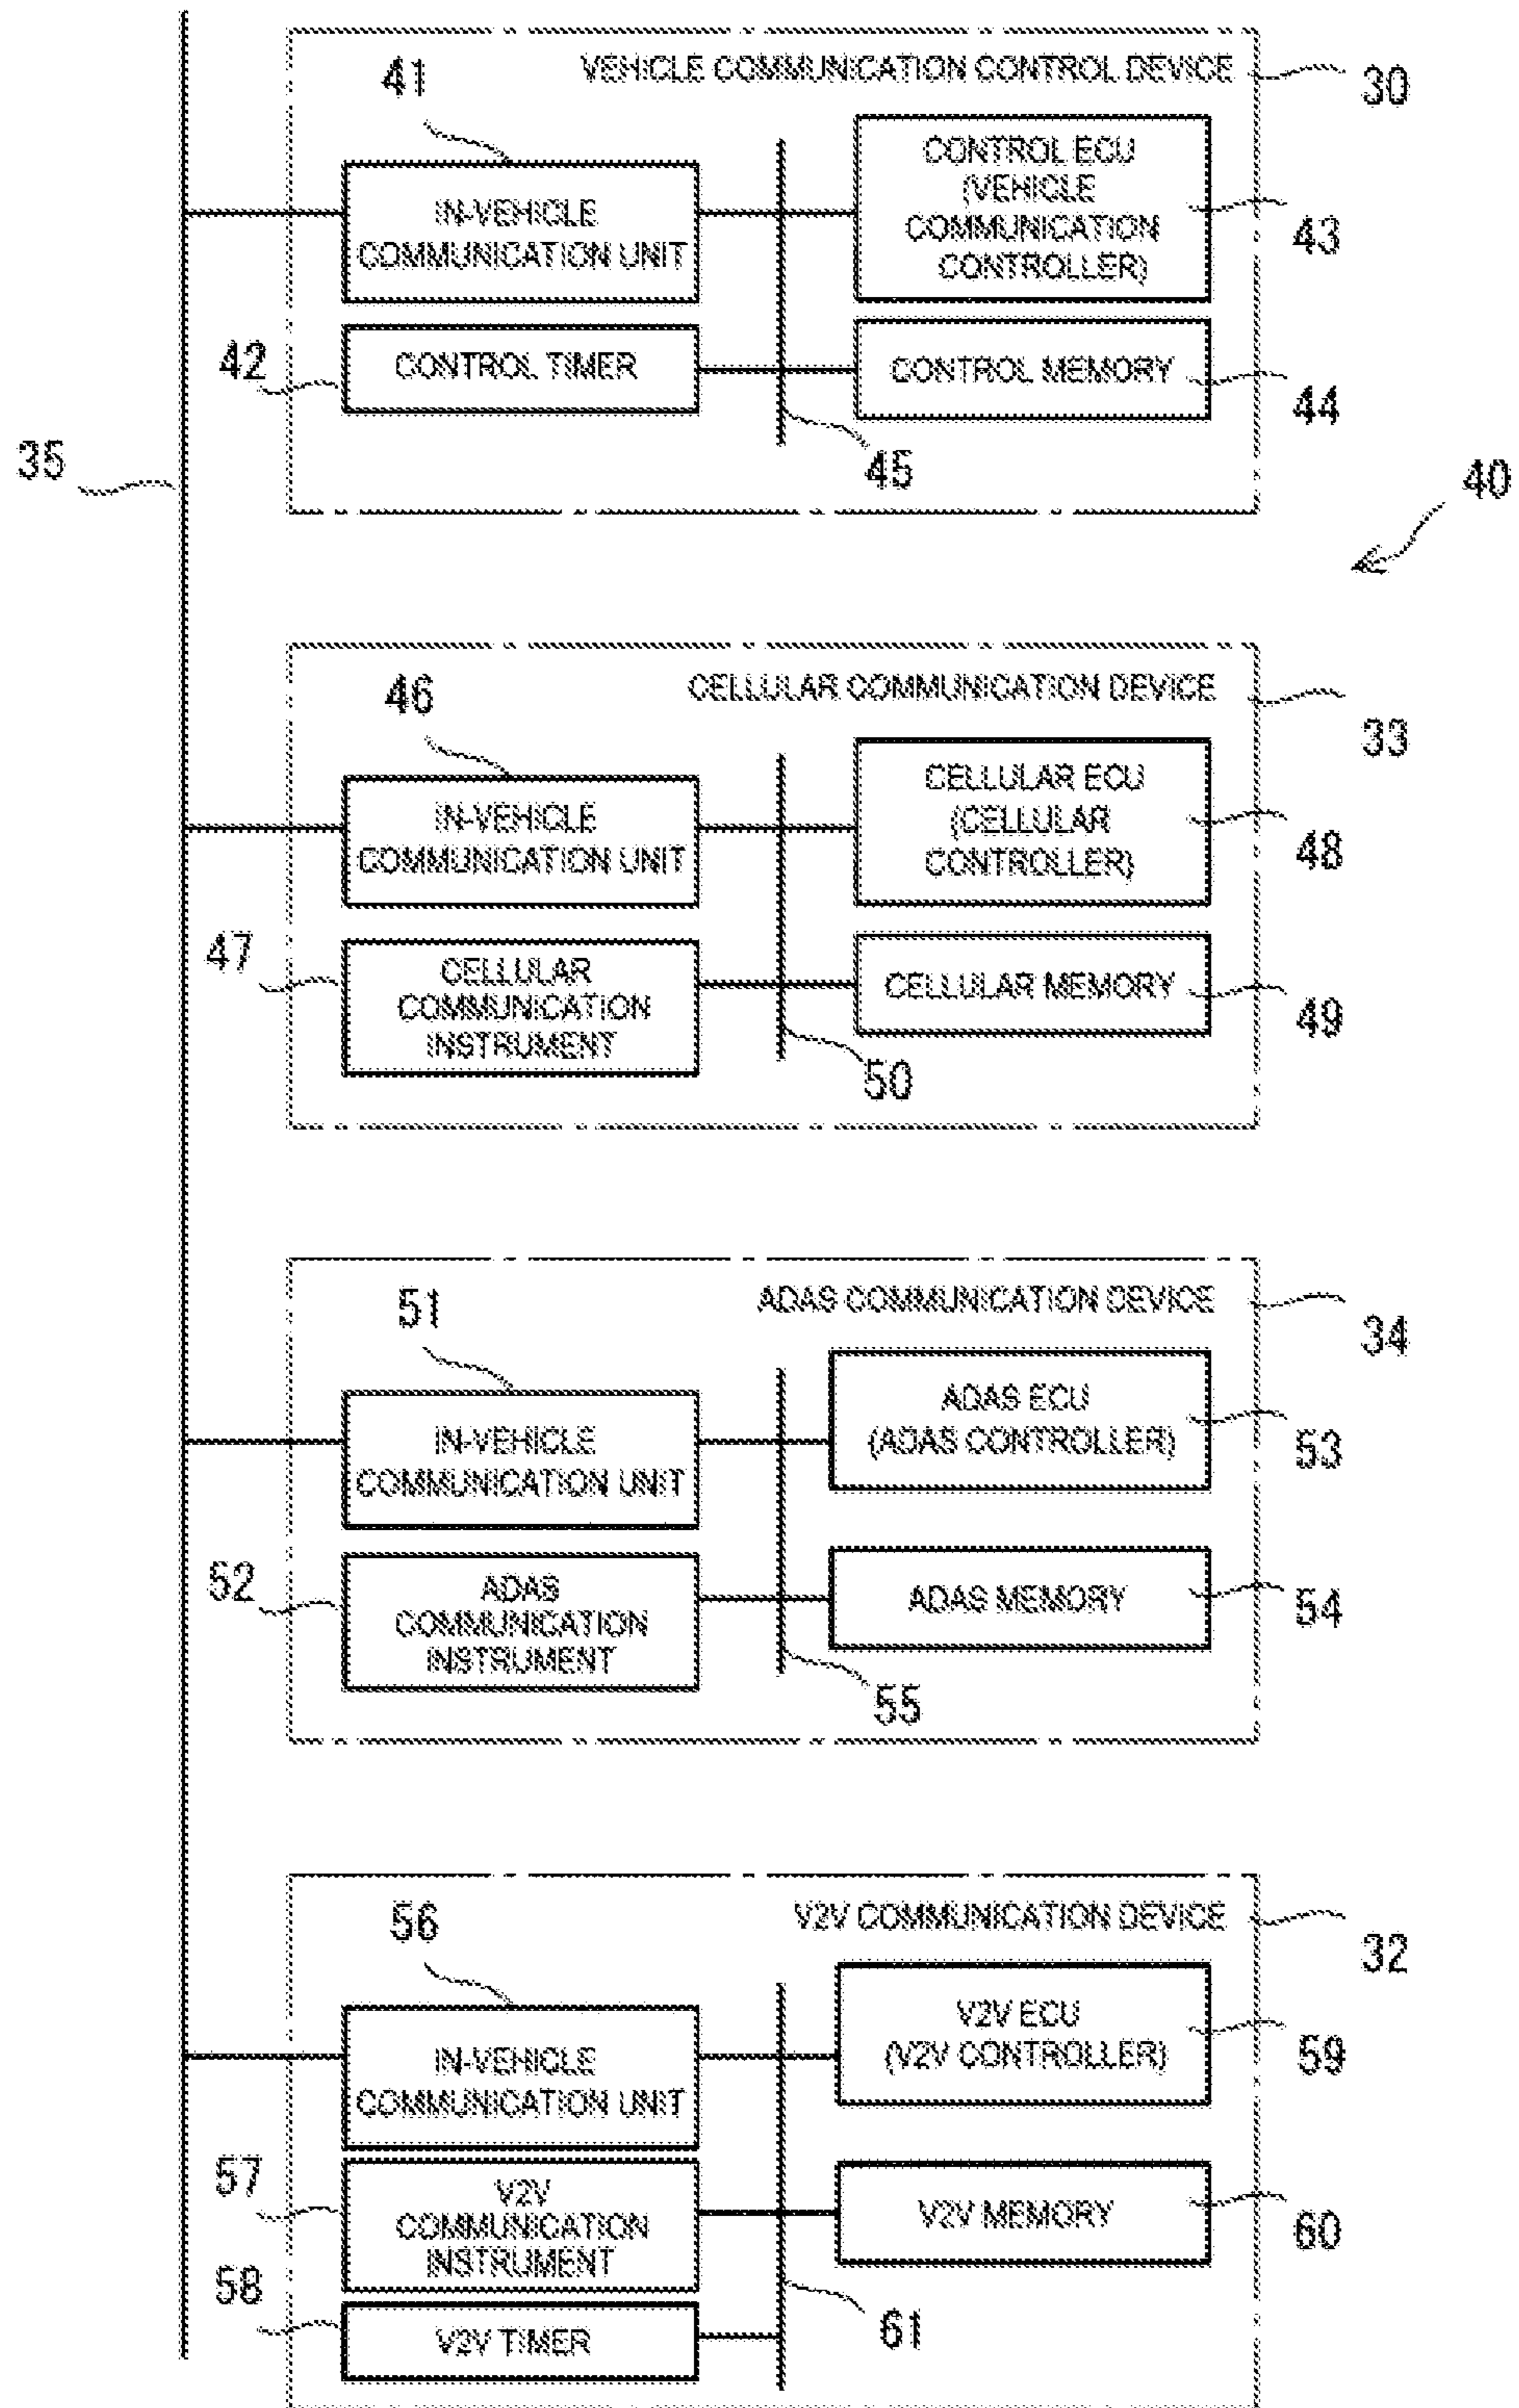 VEHICLE COMMUNICATION CONTROL DEVICE
30
41
IN-VEHICLE
COMMUNICATION UNIT
CONTROL ECU
(VEHICLE
COMMUNICATION
CONTROLLER)
43
42
CONTROL TIMER
CONTROL MEMORY
44
45
35
40
CELLULAR COMMUNICATION DEVICE
33
46
IN-VEHICLE
COMMUNICATION UNIT
CELLULAR ECU
(CELLULAR
CONTROLLER)
48
47
CELLULAR
COMMUNICATION
INSTRUMENT
CELLULAR MEMORY
49
50
ADAS COMMUNICATION DEVICE
34
51
IN-VEHICLE
COMMUNICATION UNIT
ADAS ECU
(ADAS CONTROLLER)
53
52
ADAS
COMMUNICATION
INSTRUMENT
ADAS MEMORY
54
55
V2V COMMUNICATION DEVICE
32
56
IN-VEHICLE
COMMUNICATION UNIT
V2V ECU
(V2V CONTROLLER)
59
57
V2V
COMMUNICATION
INSTRUMENT
V2V MEMORY
60
58
V2V TIMER
61